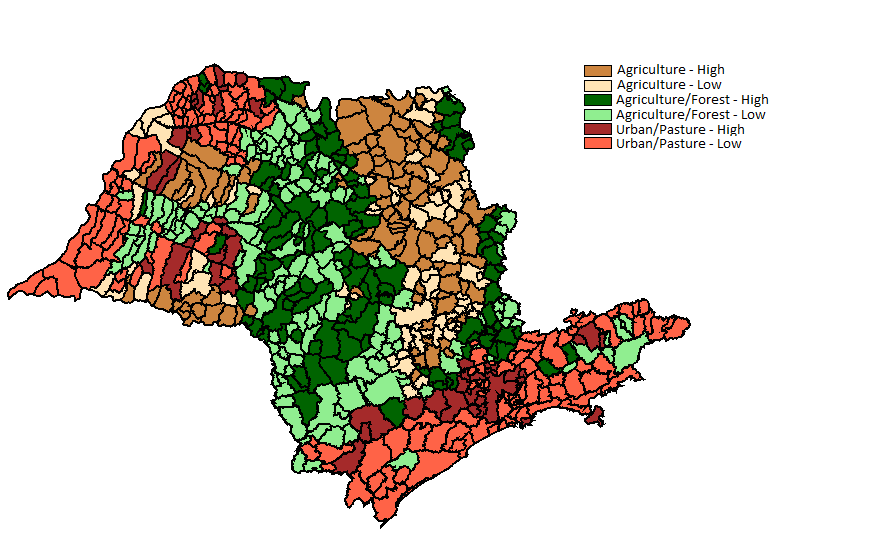 Agriculture - High
Agriculture - Low
Agriculture/Forest - High
Agriculture/Forest - Low
Urban/Pasture - High
Urban/Pasture - Low